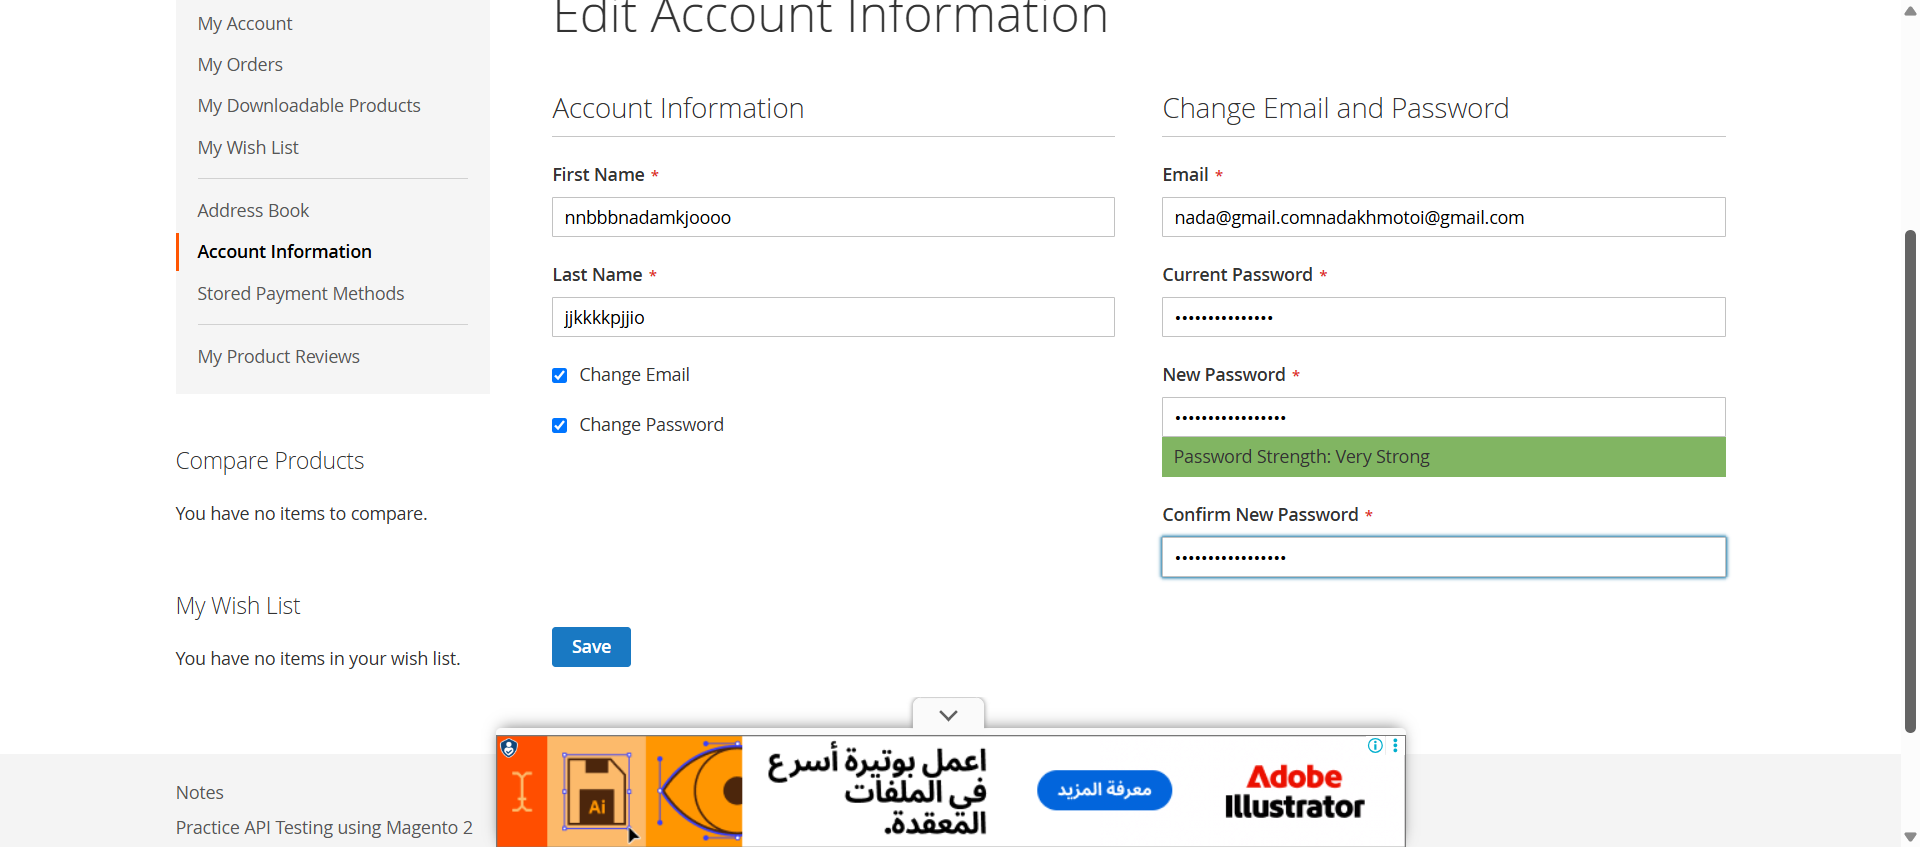 Edit Account Information
My Account
My Orders
My Downloadable Products
My Wish List
Address Book
Account Information
Stored Payment Methods
My Product Reviews
Compare Products
You have no items to compare.
My Wish List
You have no items in your wish list.
Account Information
First Name *
nnbbbnadamkjoooo
Last Name *
jjkkkkpjjio
Change Email
Change Password
Change Email and Password
Email *
nada@gmail.comnadakhmotoi@gmail.com
Current Password *
•••••••••••••••
New Password *
•••••••••••••••••
Password Strength: Very Strong
Confirm New Password *
•••••••••••••••••
Save
Notes
Practice API Testing using Magento 2
Ai
اعمل بوتيرة أسرع
في الملفات
المعقدة.
معرفة المزيد
Adobe
Illustrator